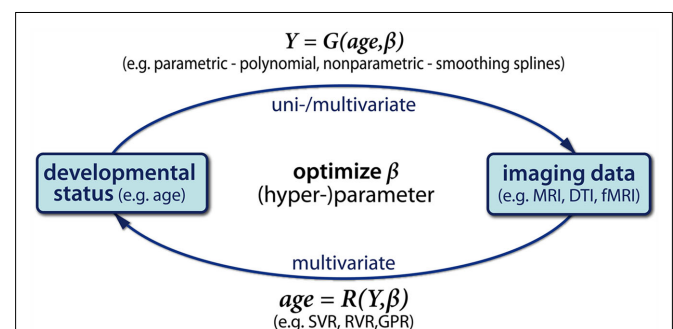 Y = G(age,β)
(e.g. parametric - polynomial, nonparametric - smoothing splines)
uni-/multivariate
developmental
status (e.g. age)
optimize β
(hyper-)parameter
imaging data
(e.g. MRI, DTI, fMRI)
multivariate
age = R(Y,β)
(e.g. SVR, RVR,GPR)